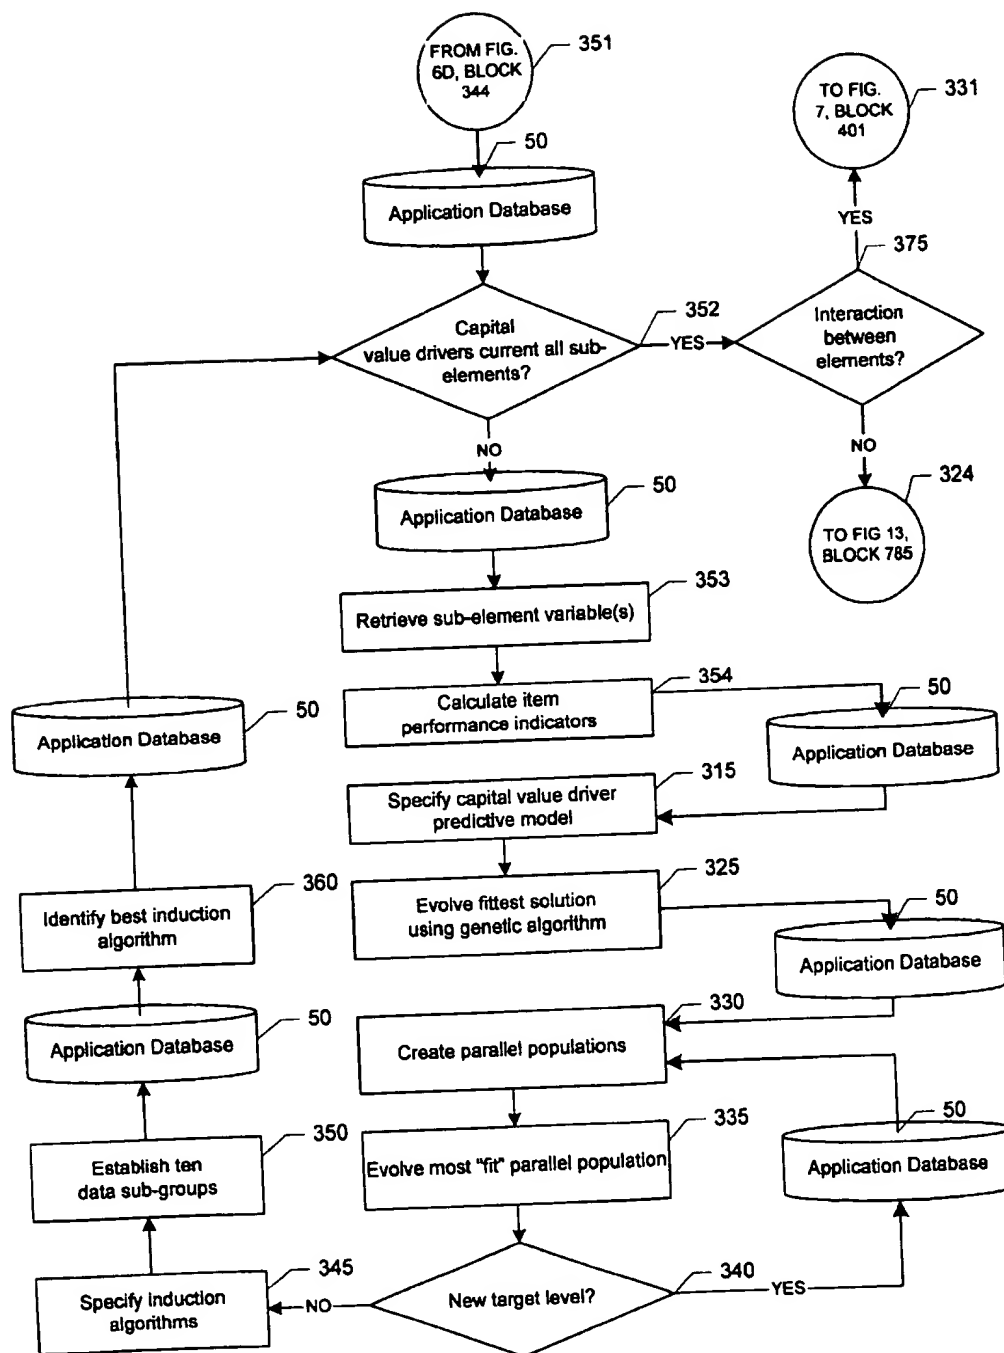 FROM FIG.
6D, BLOCK
344
351
TO FIG.
7, BLOCK
401
331
50
Application Database
YES
375
Capital
value drivers current all sub-
elements?
352
YES
Interaction
between
elements?
NO
NO
50
Application Database
324
TO FIG 13,
BLOCK 785
353
Retrieve sub-element variable(s)
354
Calculate item
performance indicators
50
Application Database
50
Application Database
315
Specify capital value driver
predictive model
325
Evolve fittest solution
using genetic algorithm
360
Identify best induction
algorithm
50
Application Database
330
Create parallel populations
50
Application Database
335
Evolve most "fit" parallel population
50
Application Database
350
Establish ten
data sub-groups
345
Specify induction
algorithms
NO
New target level?
340
YES